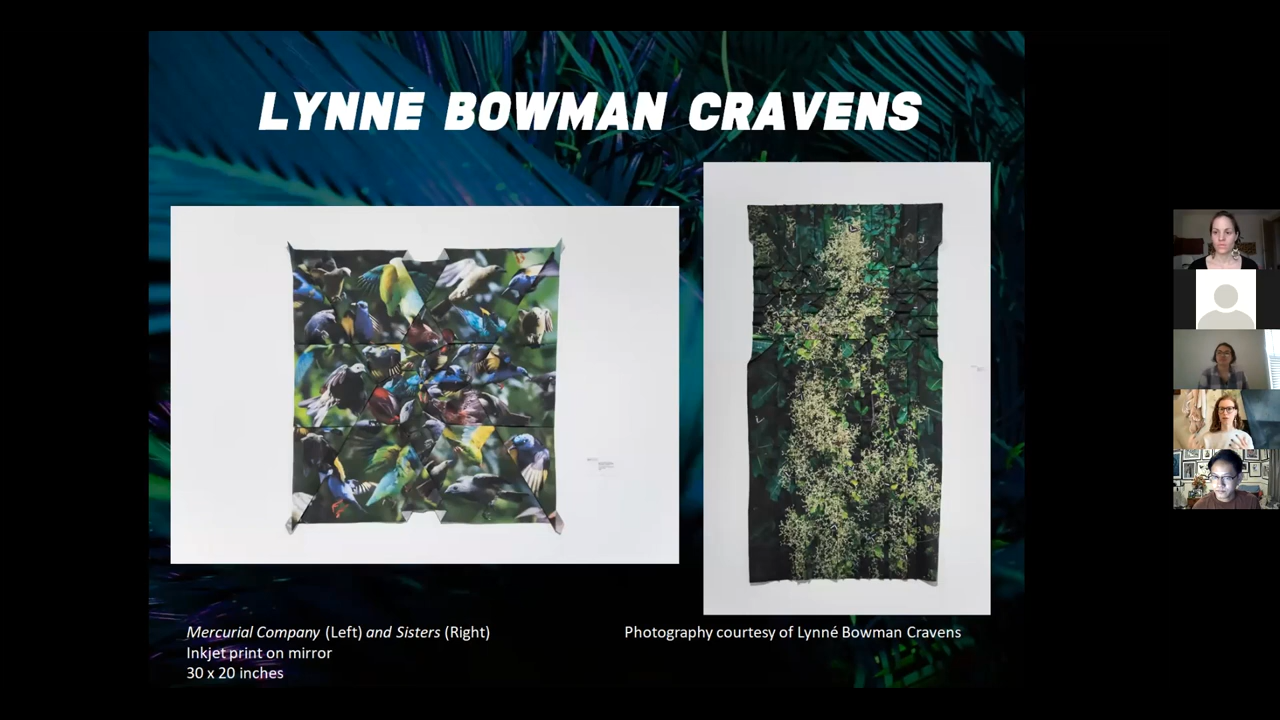 LYNNÉ BOWMAN CRAVENS
Mercurial Company (Left) and Sisters (Right)
Inkjet print on mirror
30 x 20 inches
Photography courtesy of Lynné Bowman Cravens